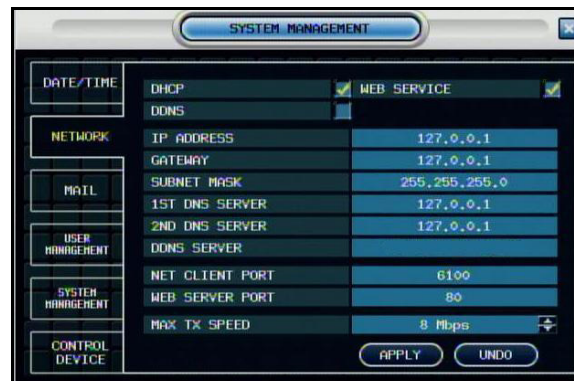 SYSTEM MANAGEMENT
DATE/TIME
NETWORK
MAIL
USER
MANAGEMENT
SYSTEM
MANAGEMENT
CONTROL
DEVICE
DHCP WEB SERVICE
DDNS
IP ADDRESS 127.0.0.1
GATEWAY 127.0.0.1
SUBNET MASK 255.255.255.0
1ST DNS SERVER 127.0.0.1
2ND DNS SERVER 127.0.0.1
DDNS SERVER
NET CLIENT PORT 6100
WEB SERVER PORT 80
MAX TX SPEED 8 Mbps
APPLY UNDO